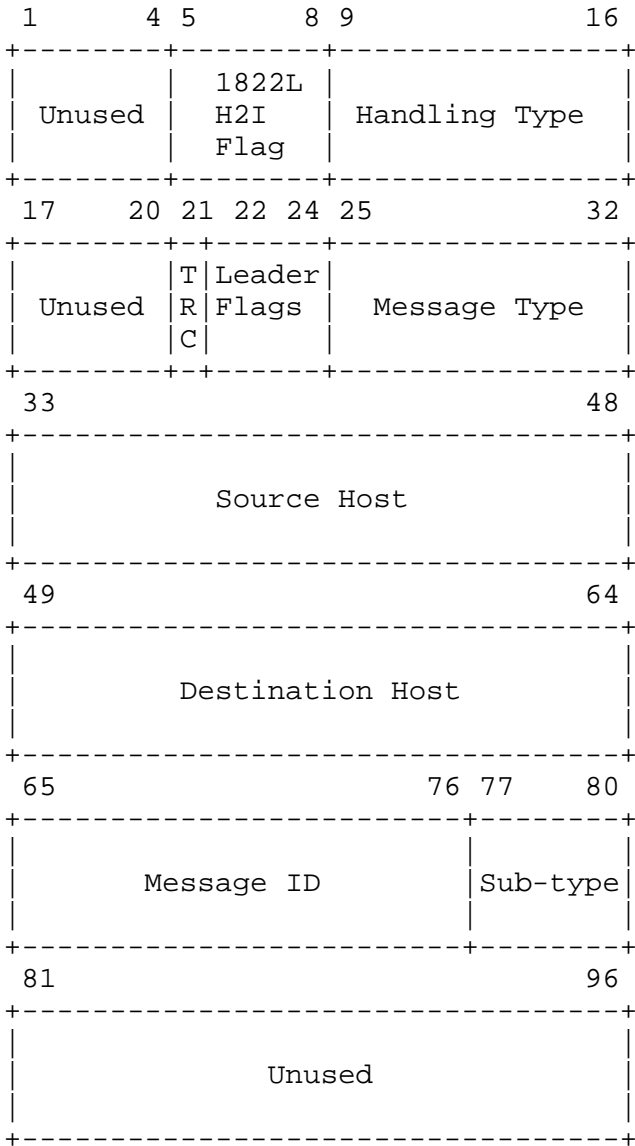 1 4 5 8 9 16
+--------+--------+----------------+
| | 1822L | |
| Unused | H2I | Handling Type |
| | Flag | |
+--------+--------+----------------+
17 20 21 22 24 25 32
+--------+-+------+----------------+
| |T|Leader| |
| Unused |R|Flags | Message Type |
| |C| | |
+--------+-+------+----------------+
33 48
+----------------------------------+
| |
| Source Host |
| |
+----------------------------------+
49 64
+----------------------------------+
| |
| Destination Host |
| |
+----------------------------------+
65 76 77 80
+-------------------------+--------+
| | |
| Message ID |Sub-type|
| | |
+-------------------------+--------+
81 96
+----------------------------------+
| |
| Unused |
| |
+----------------------------------+